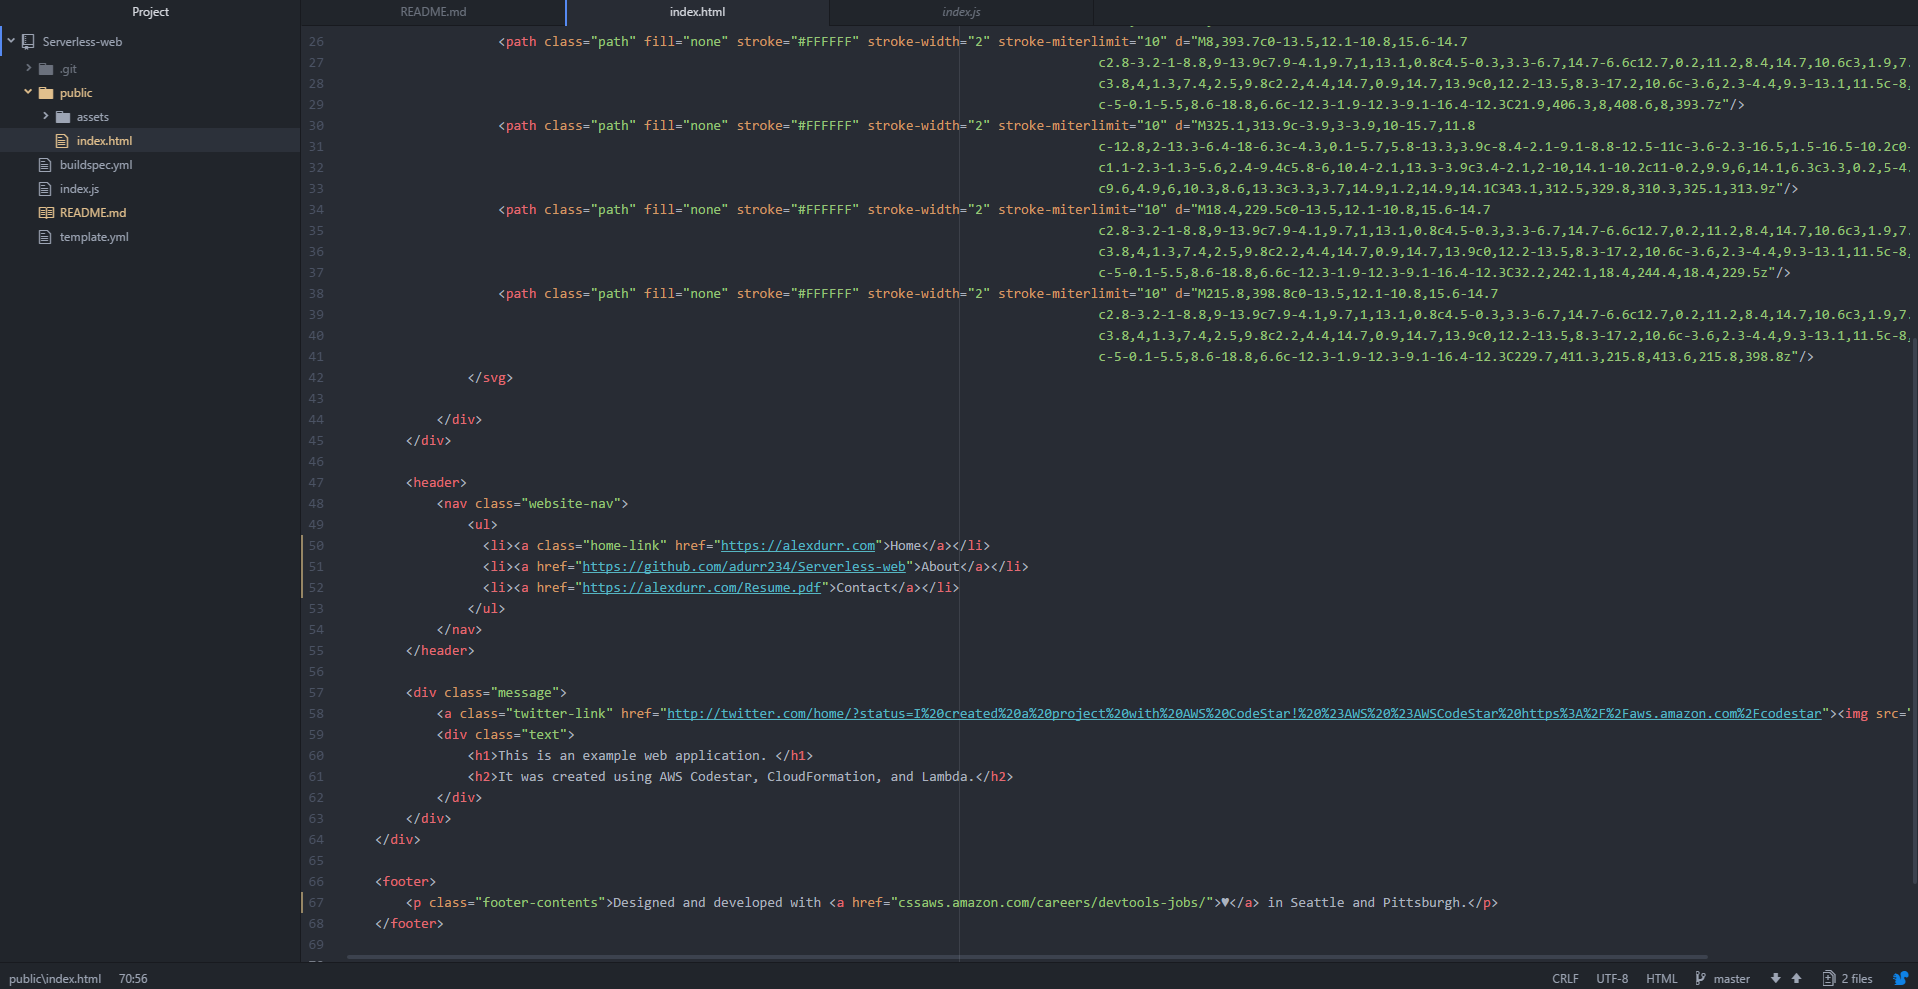 Project
README.md
index.html
index.js
Serverless-web
.git
public
assets
index.html
buildspec.yml
index.js
README.md
template.yml
26 <path class="path" fill="none" stroke="#FFFFFF" stroke-width="2" stroke-miterlimit="10" d="M8,393.7c0-13.5,12.1-10.8,15.6-14.7
27 c2.8-3.2-1-8.8,9-13.9c7.9-4.1,9.7,1,13.1,0.8c4.5-0.3,3.3-6.7,14.7-6.6c12.7,0.2,11.2,8.4,14.7,10.6c3,1.9,7.
28 c3.8,4,1.3,7.4,2.5,9.8c2.2,4.4,14.7,0.9,14.7,13.9c0,12.2-13.5,8.3-17.2,10.6c-3.6,2.3-4.4,9.3-13.1,11.5c-8,
29 c-5-0.1-5.5,8.6-18.8,6.6c-12.3-1.9-12.3-9.1-16.4-12.3C21.9,406.3,8,408.6,8,393.7z"/>
30 <path class="path" fill="none" stroke="#FFFFFF" stroke-width="2" stroke-miterlimit="10" d="M325.1,313.9c-3.9,3-3.9,10-15.7,11.8
31 c-12.8,2-13.3-6.4-18-6.3c-4.3,0.1-5.7,5.8-13.3,3.9c-8.4-2.1-9.1-8.8-12.5-11c-3.6-2.3-16.5,1.5-16.5-10.2c0-
32 c1.1-2.3-1.3-5.6,2.4-9.4c5.8-6,10.4-2.1,13.3-3.9c3.4-2.1,2-10,14.1-10.2c11-0.2,9.9,6,14.1,6.3c3.3,0.2,5-4.
33 c9.6,4.9,6,10.3,8.6,13.3c3.3,3.7,14.9,1.2,14.9,14.1C343.1,312.5,329.8,310.3,325.1,313.9z"/>
34 <path class="path" fill="none" stroke="#FFFFFF" stroke-width="2" stroke-miterlimit="10" d="M18.4,229.5c0-13.5,12.1-10.8,15.6-14.7
35 c2.8-3.2-1-8.8,9-13.9c7.9-4.1,9.7,1,13.1,0.8c4.5-0.3,3.3-6.7,14.7-6.6c12.7,0.2,11.2,8.4,14.7,10.6c3,1.9,7.
36 c3.8,4,1.3,7.4,2.5,9.8c2.2,4.4,14.7,0.9,14.7,13.9c0,12.2-13.5,8.3-17.2,10.6c-3.6,2.3-4.4,9.3-13.1,11.5c-8,
37 c-5-0.1-5.5,8.6-18.8,6.6c-12.3-1.9-12.3-9.1-16.4-12.3C32.2,242.1,18.4,244.4,18.4,229.5z"/>
38 <path class="path" fill="none" stroke="#FFFFFF" stroke-width="2" stroke-miterlimit="10" d="M215.8,398.8c0-13.5,12.1-10.8,15.6-14.7
39 c2.8-3.2-1-8.8,9-13.9c7.9-4.1,9.7,1,13.1,0.8c4.5-0.3,3.3-6.7,14.7-6.6c12.7,0.2,11.2,8.4,14.7,10.6c3,1.9,7.
40 c3.8,4,1.3,7.4,2.5,9.8c2.2,4.4,14.7,0.9,14.7,13.9c0,12.2-13.5,8.3-17.2,10.6c-3.6,2.3-4.4,9.3-13.1,11.5c-8,
41 c-5-0.1-5.5,8.6-18.8,6.6c-12.3-1.9-12.3-9.1-16.4-12.3C229.7,411.3,215.8,413.6,215.8,398.8z"/>
42 </svg>
43
44 </div>
45 </div>
46
47 <header>
48 <nav class="website-nav">
49 <ul>
50 <li><a class="home-link" href="https://alexdurr.com">Home</a></li>
51 <li><a href="https://github.com/adurr234/Serverless-web">About</a></li>
52 <li><a href="https://alexdurr.com/Resume.pdf">Contact</a></li>
53 </ul>
54 </nav>
55 </header>
56
57 <div class="message">
58 <a class="twitter-link" href="http://twitter.com/home/?status=I%20created%20a%20project%20with%20AWS%20CodeStar!%20%23AWS%20%23AWSCodeStar%20https%3A%2F%2Faws.amazon.com%2Fcodestar"><img src="
59 <div class="text">
60 <h1>This is an example web application. </h1>
61 <h2>It was created using AWS Codestar, CloudFormation, and Lambda.</h2>
62 </div>
63 </div>
64 </div>
65
66 <footer>
67 <p class="footer-contents">Designed and developed with <a href="cssaws.amazon.com/careers/devtools-jobs/">♥</a> in Seattle and Pittsburgh.</p>
68 </footer>
69
public\index.html 70:56 CRLF UTF-8 HTML master 2 files